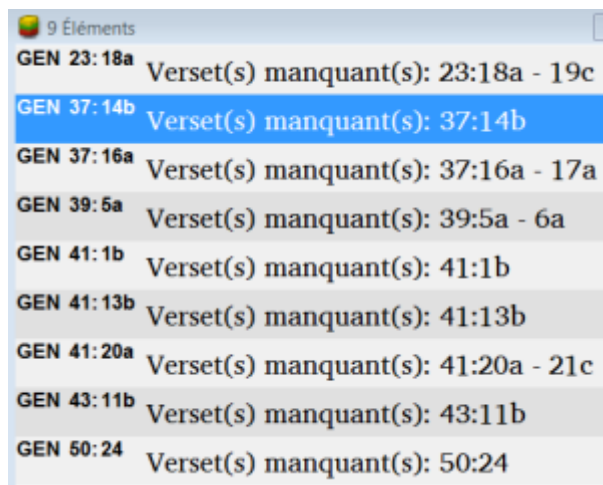 9 Éléments
GEN 23:18a Verset(s) manquant(s): 23:18a - 19c
GEN 37:14b Verset(s) manquant(s): 37:14b
GEN 37:16a Verset(s) manquant(s): 37:16a - 17a
GEN 39:5a Verset(s) manquant(s): 39:5a - 6a
GEN 41:1b Verset(s) manquant(s): 41:1b
GEN 41:13b Verset(s) manquant(s): 41:13b
GEN 41:20a Verset(s) manquant(s): 41:20a - 21c
GEN 43:11b Verset(s) manquant(s): 43:11b
GEN 50:24 Verset(s) manquant(s): 50:24